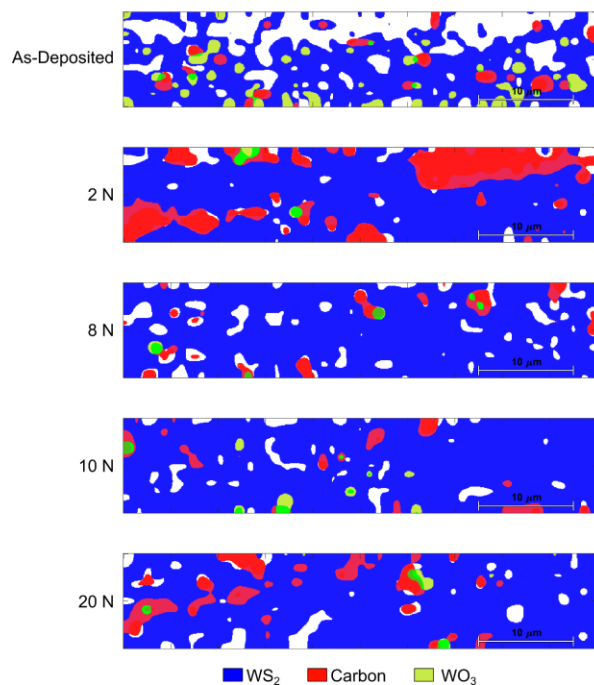 As-Deposited
10 μm
2 N
10 μm
8 N
10 μm
10 N
10 μm
20 N
10 μm
WS₂ Carbon WO₃